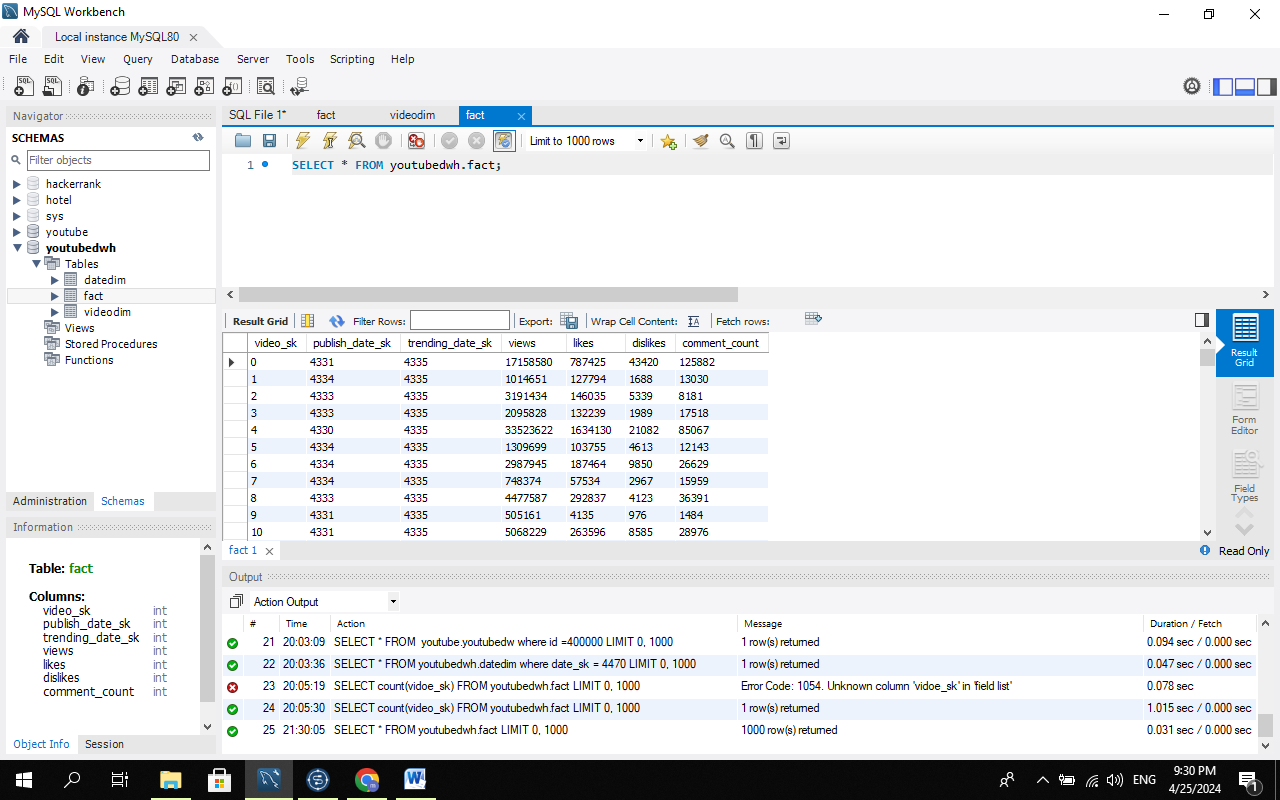 MySQL Workbench
Local instance MySQL80
File Edit View Query Database Server Tools Scripting Help
Navigator
SCHEMAS
Filter objects
hackerrank
hotel
sys
youtube
youtubedwh
Tables
datedim
fact
videodim
Views
Stored Procedures
Functions
Administration Schemas
Information
Table: fact
Columns:
video_sk int
publish_date_sk int
trending_date_sk int
views int
likes int
dislikes int
comment_count int
Object Info Session
SQL File 1* fact videodim fact
Limit to 1000 rows
1 SELECT * FROM youtubedwh.fact;
Result Grid Filter Rows: Export: Wrap Cell Content: Fetch rows:
video_sk publish_date_sk trending_date_sk views likes dislikes comment_count
0 4331 4335 17158580 787425 43420 125882
1 4334 4335 1014651 127794 1688 13030
2 4333 4335 3191434 146035 5339 8181
3 4333 4335 2095828 132239 1989 17518
4 4330 4335 33523622 1634130 21082 85067
5 4334 4335 1309699 103755 4613 12143
6 4334 4335 2987945 187464 9850 26629
7 4334 4335 748374 57534 2967 15959
8 4333 4335 4477587 292837 4123 36391
9 4331 4335 505161 4135 976 1484
10 4331 4335 5068229 263596 8585 28976
Result
Grid
Form
Editor
Field
Types
fact 1
Read Only
Output
Action Output
# Time Action Message Duration / Fetch
21 20:03:09 SELECT * FROM youtube.youtubedw where id =400000 LIMIT 0, 1000 1 row(s) returned 0.094 sec / 0.000 sec
22 20:03:36 SELECT * FROM youtubedwh.datedim where date_sk = 4470 LIMIT 0, 1000 1 row(s) returned 0.047 sec / 0.000 sec
23 20:05:19 SELECT count(vidoe_sk) FROM youtubedwh.fact LIMIT 0, 1000 Error Code: 1054. Unknown column 'vidoe_sk' in 'field list' 0.078 sec
24 20:05:30 SELECT count(video_sk) FROM youtubedwh.fact LIMIT 0, 1000 1 row(s) returned 1.015 sec / 0.000 sec
25 21:30:05 SELECT * FROM youtubedwh.fact LIMIT 0, 1000 1000 row(s) returned 0.031 sec / 0.000 sec
ENG
9:30 PM
4/25/2024
1